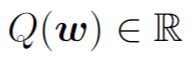 Q(𝒘) ∈ ℝ